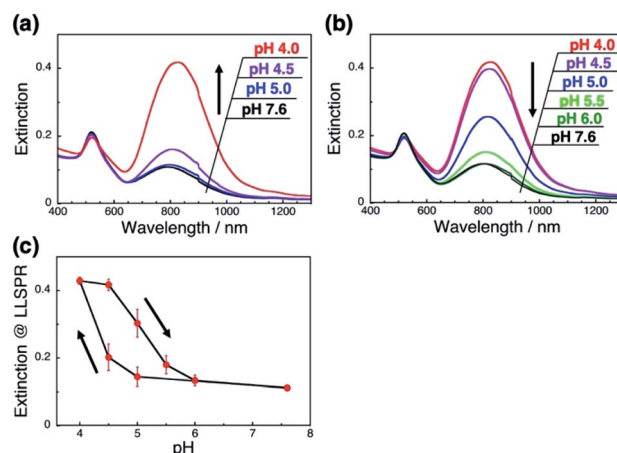 (a)
Extinction
0.4
0.2
0
pH 4.0
pH 4.5
pH 5.0
pH 7.6
400 600 800 1000 1200
Wavelength / nm
(b)
Extinction
0.4
0.2
0
pH 4.0
pH 4.5
pH 5.0
pH 5.5
pH 6.0
pH 7.6
400 600 800 1000 1200
Wavelength / nm
(c)
Extinction @ LLSPR
0.4
0.2
0
4 5 6 7 8
pH